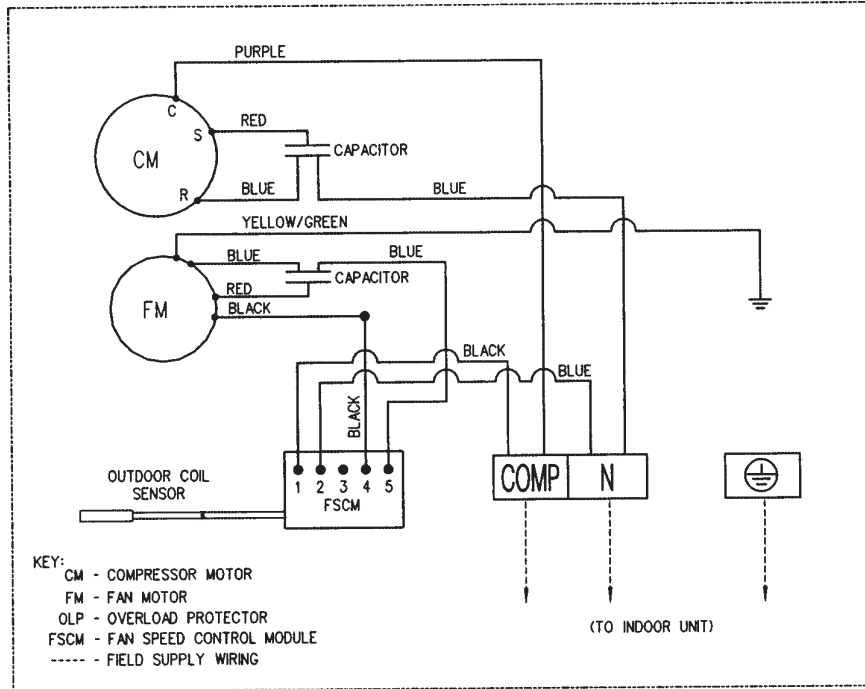 PURPLE
C
RED
S
CM
CAPACITOR
R
BLUE
BLUE
YELLOW/GREEN
BLUE
BLUE
CAPACITOR
RED
FM
BLACK
BLACK
BLUE
BLACK
OUTDOOR COIL
SENSOR
1 2 3 4 5
FSCM
COMP N
KEY:
CM - COMPRESSOR MOTOR
FM - FAN MOTOR
OLP - OVERLOAD PROTECTOR
FSCM - FAN SPEED CONTROL MODULE
----- - FIELD SUPPLY WIRING
(TO INDOOR UNIT)